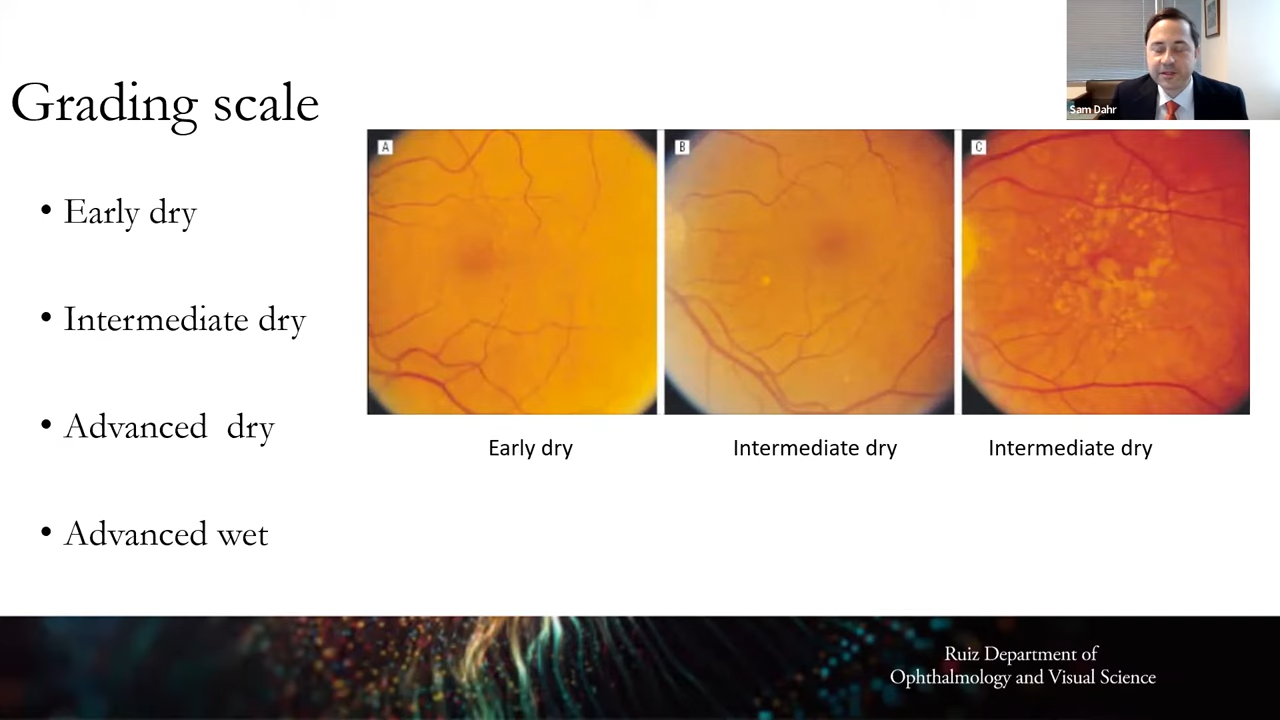 Sam Dahr
Grading scale
• Early dry
• Intermediate dry
• Advanced dry
• Advanced wet
A
B
C
Early dry
Intermediate dry
Intermediate dry
Ruiz Department of
Ophthalmology and Visual Science